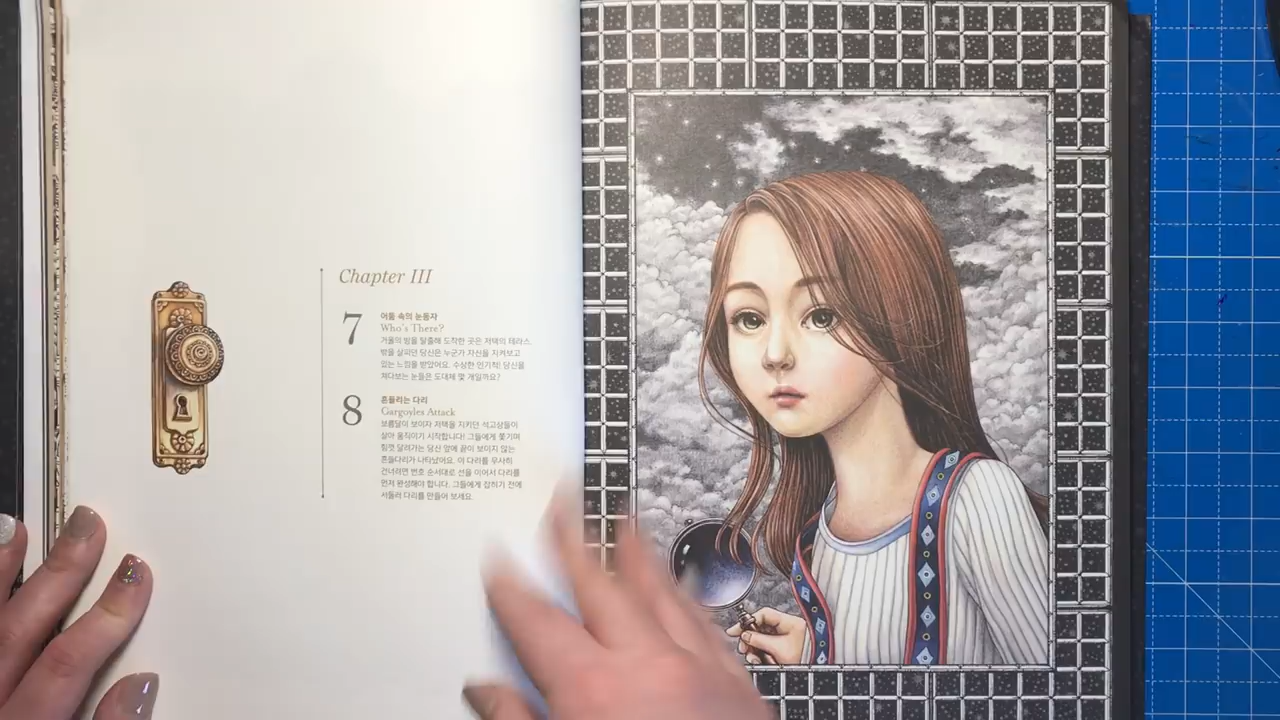 Chapter III
7
어둠 속의 눈동자
Who's There?
거울의 방을 탈출해 도착한 곳은 저택의 테라스.
밖을 살피던 당신은 누군가 자신을 지켜보고
있는 느낌을 받았어요. 수상한 인기척! 당신을
쳐다보는 눈들은 도대체 몇 개일까요?
8
흔들리는 다리
Gargoyles Attack
보름달이 보이자 저택을 지키던 석고상들이
살아 움직이기 시작합니다! 그들에게 쫓기며
힘껏 달려가는 당신 앞에 끝이 보이지 않는
흔들다리가 나타났어요. 이 다리를 무사히
건너려면 번호 순서대로 선을 이어서 다리를
먼저 완성해야 합니다. 그들에게 잡히기 전에
서둘러 다리를 만들어 보세요.